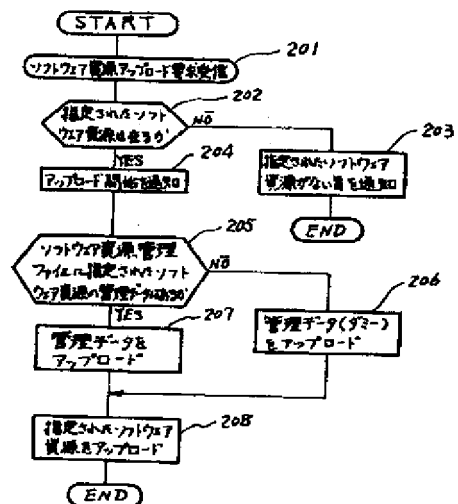 START
201
ソフトウェア資源アップロード要求受信
202
指定されたソフト
ウェア資源は在るか
NO
203
指定されたソフトウェア
資源がない旨を通知
END
YES
204
アップロード開始を通知
205
ソフトウェア資源管理
ファイルに指定されたソフト
ウェア資源の管理データはあるか
NO
206
管理データ(ダミー)
をアップロード
YES
207
管理データを
アップロード
208
指定されたソフトウェア
資源をアップロード
END